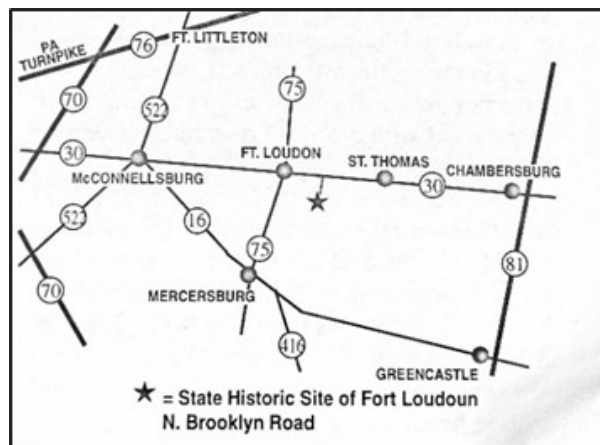 PA
TURNPIKE
76
FT. LITTLETON
70
522
75
30
McCONNELLSBURG
FT. LOUDON
ST. THOMAS
30
CHAMBERSBURG
522
16
75
70
MERCERSBURG
81
416
GREENCASTLE
= State Historic Site of Fort Loudoun
N. Brooklyn Road